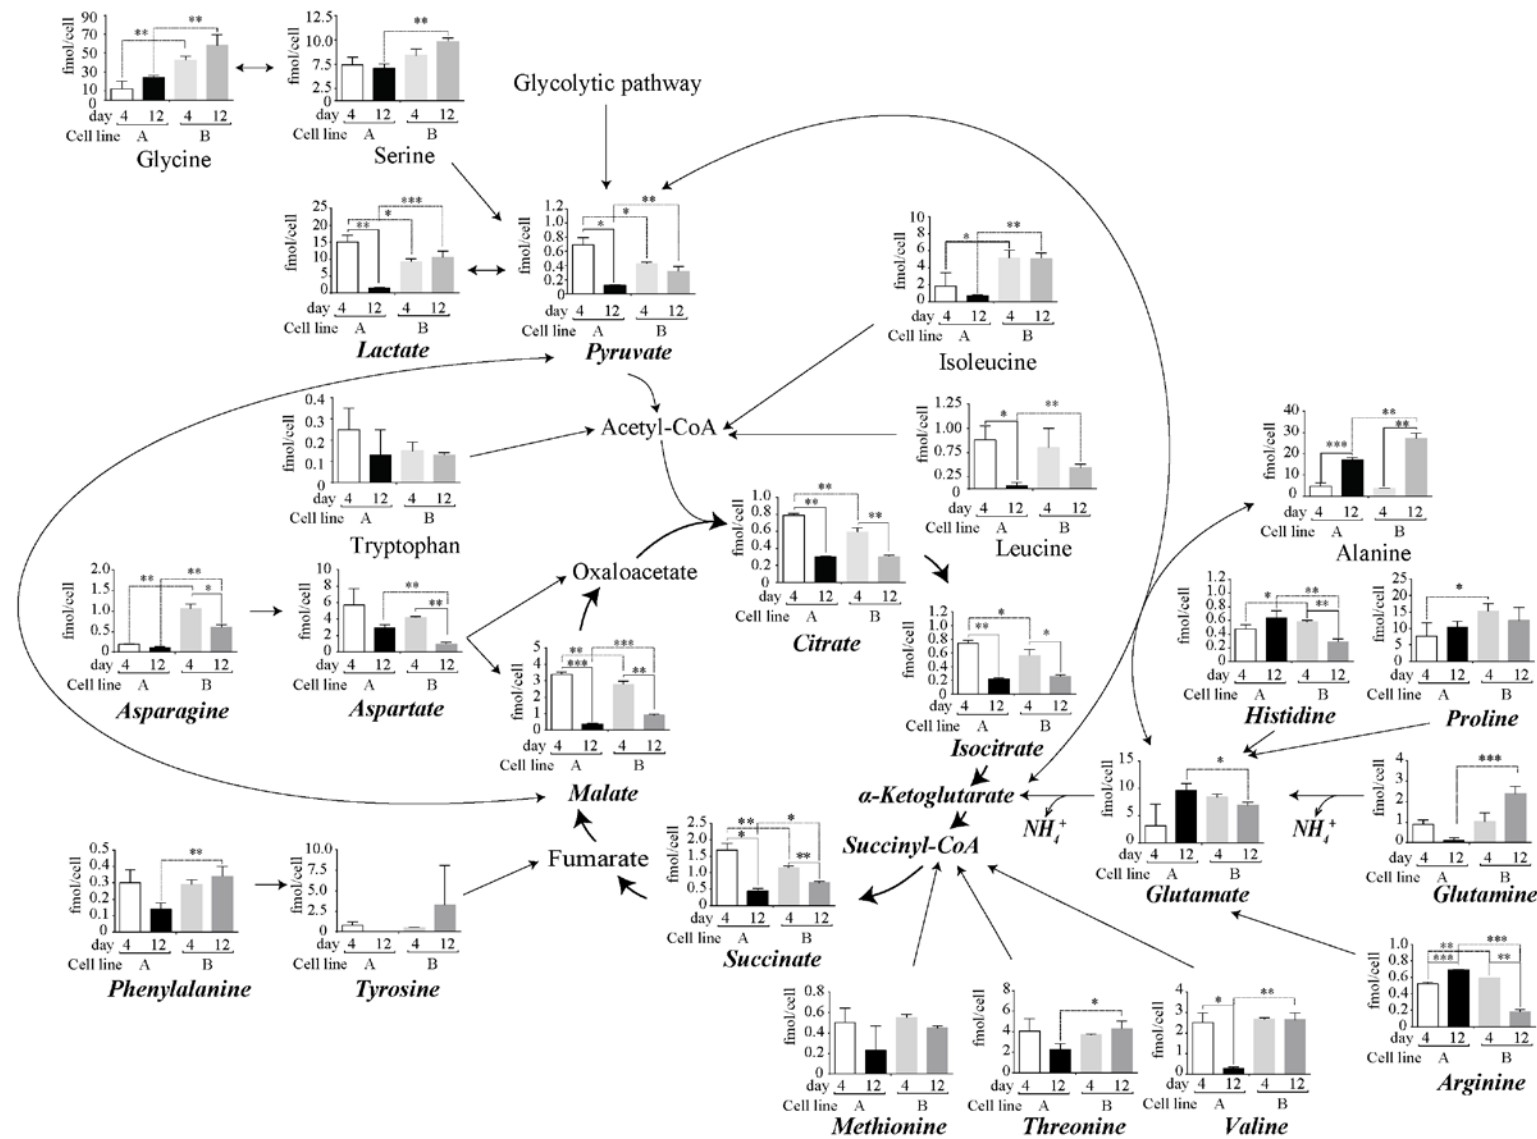 90
70
50
30
10
0
fmol/cell
**
**
day 4 12 4 12
Cell line A B
Glycine
12.5
10.0
7.5
5.0
2.5
0
fmol/cell
**
day 4 12 4 12
Cell line A B
Serine
Glycolytic pathway
25
20
15
10
5
0
fmol/cell
***
*
**
day 4 12 4 12
Cell line A B
Lactate
1.2
1.0
0.8
0.6
0.4
0.2
0
fmol/cell
**
*
*
day 4 12 4 12
Cell line A B
Pyruvate
10
8
6
4
2
0
fmol/cell
*
**
day 4 12 4 12
Cell line A B
Isoleucine
0.4
0.3
0.2
0.1
0
fmol/cell
day 4 12 4 12
Cell line A B
Tryptophan
Acetyl-CoA
1.25
1.00
0.75
0.25
0
fmol/cell
*
**
day 4 12 4 12
Cell line A B
Leucine
40
30
20
10
0
fmol/cell
***
**
**
day 4 12 4 12
Cell line A B
Alanine
1.0
0.8
0.6
0.4
0.2
0
fmol/cell
**
**
**
day 4 12 4 12
Cell line A B
Citrate
Oxaloacetate
2.0
1.5
1.0
0.5
0
fmol/cell
**
**
*
day 4 12 4 12
Cell line A B
Asparagine
10
8
6
4
2
0
fmol/cell
**
**
day 4 12 4 12
Cell line A B
Aspartate
5
4
3
2
1
0
fmol/cell
***
**
***
**
day 4 12 4 12
Cell line A B
Malate
1.2
1.0
0.8
0.6
0.4
0.2
0
fmol/cell
*
**
*
day 4 12 4 12
Cell line A B
Isocitrate
1.2
1.0
0.8
0.6
0.4
0.2
0
fmol/cell
*
**
**
day 4 12 4 12
Cell line A B
Histidine
25
20
15
10
5
0
fmol/cell
*
day 4 12 4 12
Cell line A B
Proline
α-Ketoglutarate
NH4+
15
10
5
0
fmol/cell
*
day 4 12 4 12
Cell line A B
Glutamate
NH4+
4
3
2
1
0
fmol/cell
***
day 4 12 4 12
Cell line A B
Glutamine
Succinyl-CoA
Fumarate
2.5
2.0
1.5
1.0
0.5
0
fmol/cell
**
*
*
**
day 4 12 4 12
Cell line A B
Succinate
0.5
0.4
0.3
0.2
0.1
0
fmol/cell
**
day 4 12 4 12
Cell line A B
Phenylalanine
10.0
7.5
5.0
2.5
0
fmol/cell
day 4 12 4 12
Cell line A B
Tyrosine
1.0
0.8
0.6
0.4
0.2
0
fmol/cell
***
**
***
**
day 4 12 4 12
Cell line A B
Arginine
0.8
0.6
0.4
0.2
0
fmol/cell
day 4 12 4 12
Cell line A B
Methionine
8
6
4
2
0
fmol/cell
*
day 4 12 4 12
Cell line A B
Threonine
4
3
2
1
0
fmol/cell
*
**
day 4 12 4 12
Cell line A B
Valine